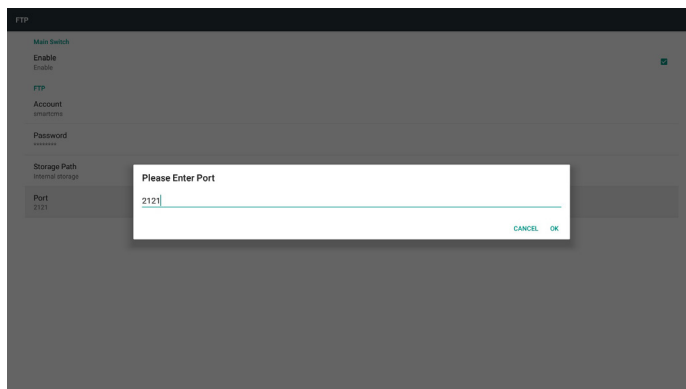 FTP
Main Switch
Enable
Enable
FTP
Account
smartcms
Password
********
Storage Path
Internal storage
Port
2121
Please Enter Port
2121
CANCEL OK